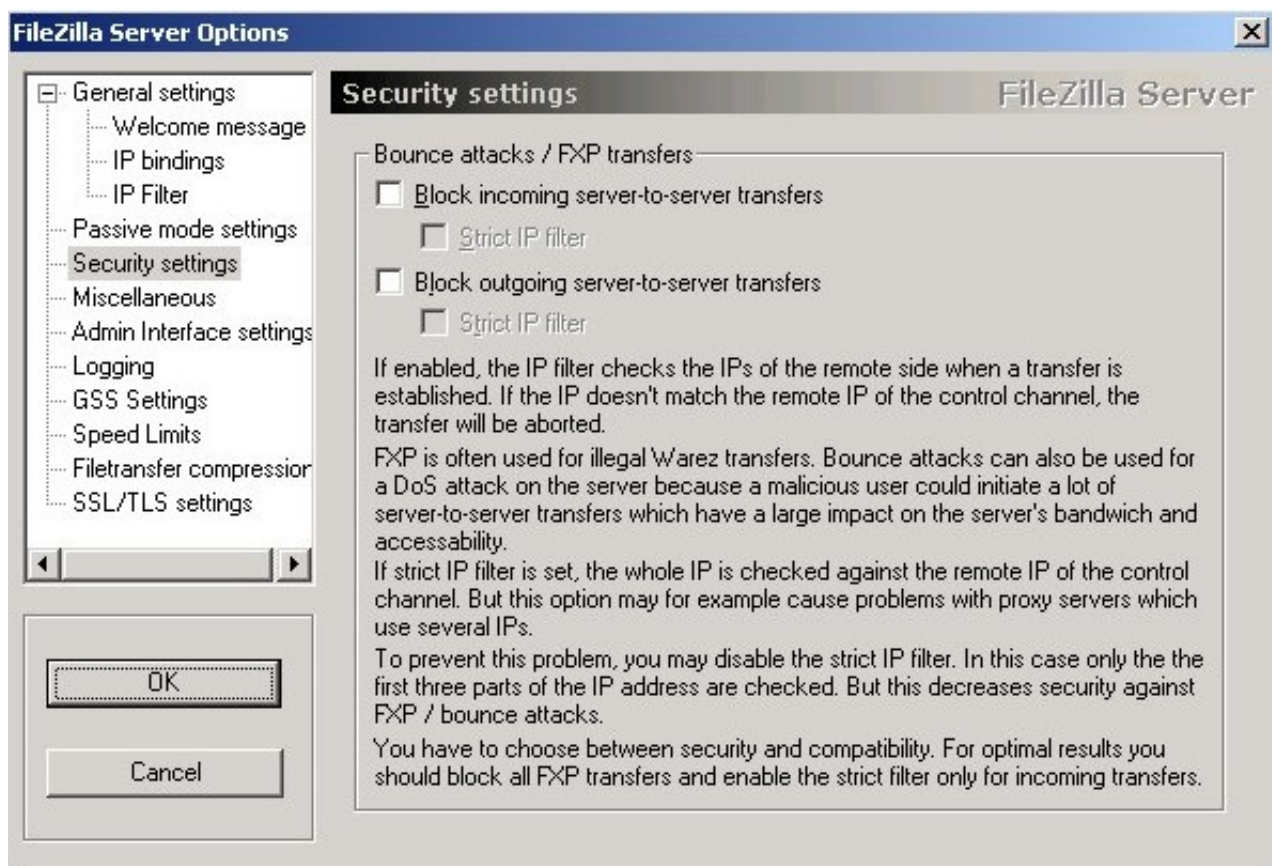 FileZilla Server Options
General settings
Welcome message
IP bindings
IP Filter
Passive mode settings
Security settings
Miscellaneous
Admin Interface settings
Logging
GSS Settings
Speed Limits
Filetransfer compression
SSL/TLS settings
OK
Cancel
Security settings
FileZilla Server
Bounce attacks / FXP transfers
Block incoming server-to-server transfers
Strict IP filter
Block outgoing server-to-server transfers
Strict IP filter
If enabled, the IP filter checks the IPs of the remote side when a transfer is
established. If the IP doesn't match the remote IP of the control channel, the
transfer will be aborted.
FXP is often used for illegal Warez transfers. Bounce attacks can also be used for
a DoS attack on the server because a malicious user could initiate a lot of
server-to-server transfers which have a large impact on the server's bandwich and
accessability.
If strict IP filter is set, the whole IP is checked against the remote IP of the control
channel. But this option may for example cause problems with proxy servers which
use several IPs.
To prevent this problem, you may disable the strict IP filter. In this case only the the
first three parts of the IP address are checked. But this decreases security against
FXP / bounce attacks.
You have to choose between security and compatibility. For optimal results you
should block all FXP transfers and enable the strict filter only for incoming transfers.